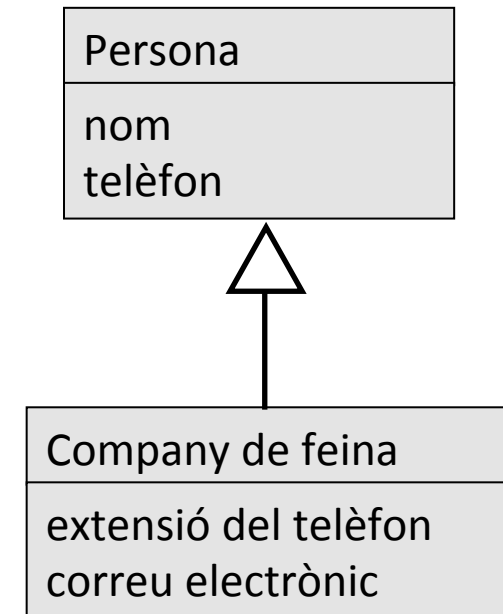 Persona
nom
telèfon
Company de feina
extensió del telèfon
correu electrònic